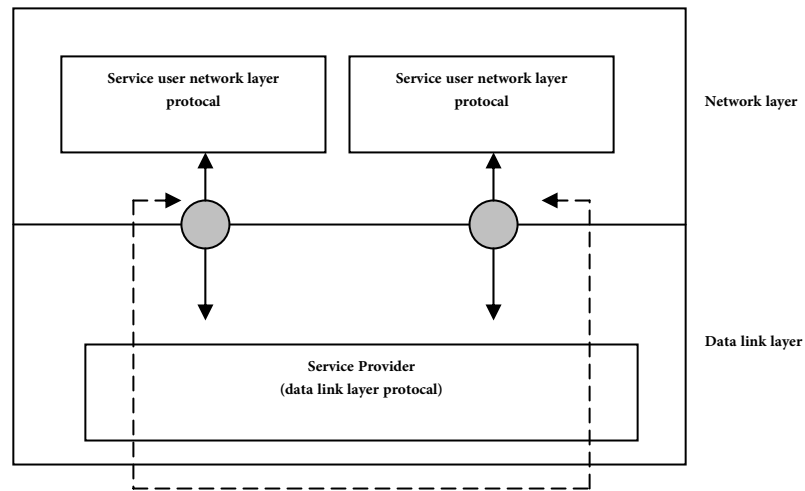 Service user network layer
protocal
Service user network layer
protocal
Network layer
Data link layer
Service Provider
(data link layer protocal)